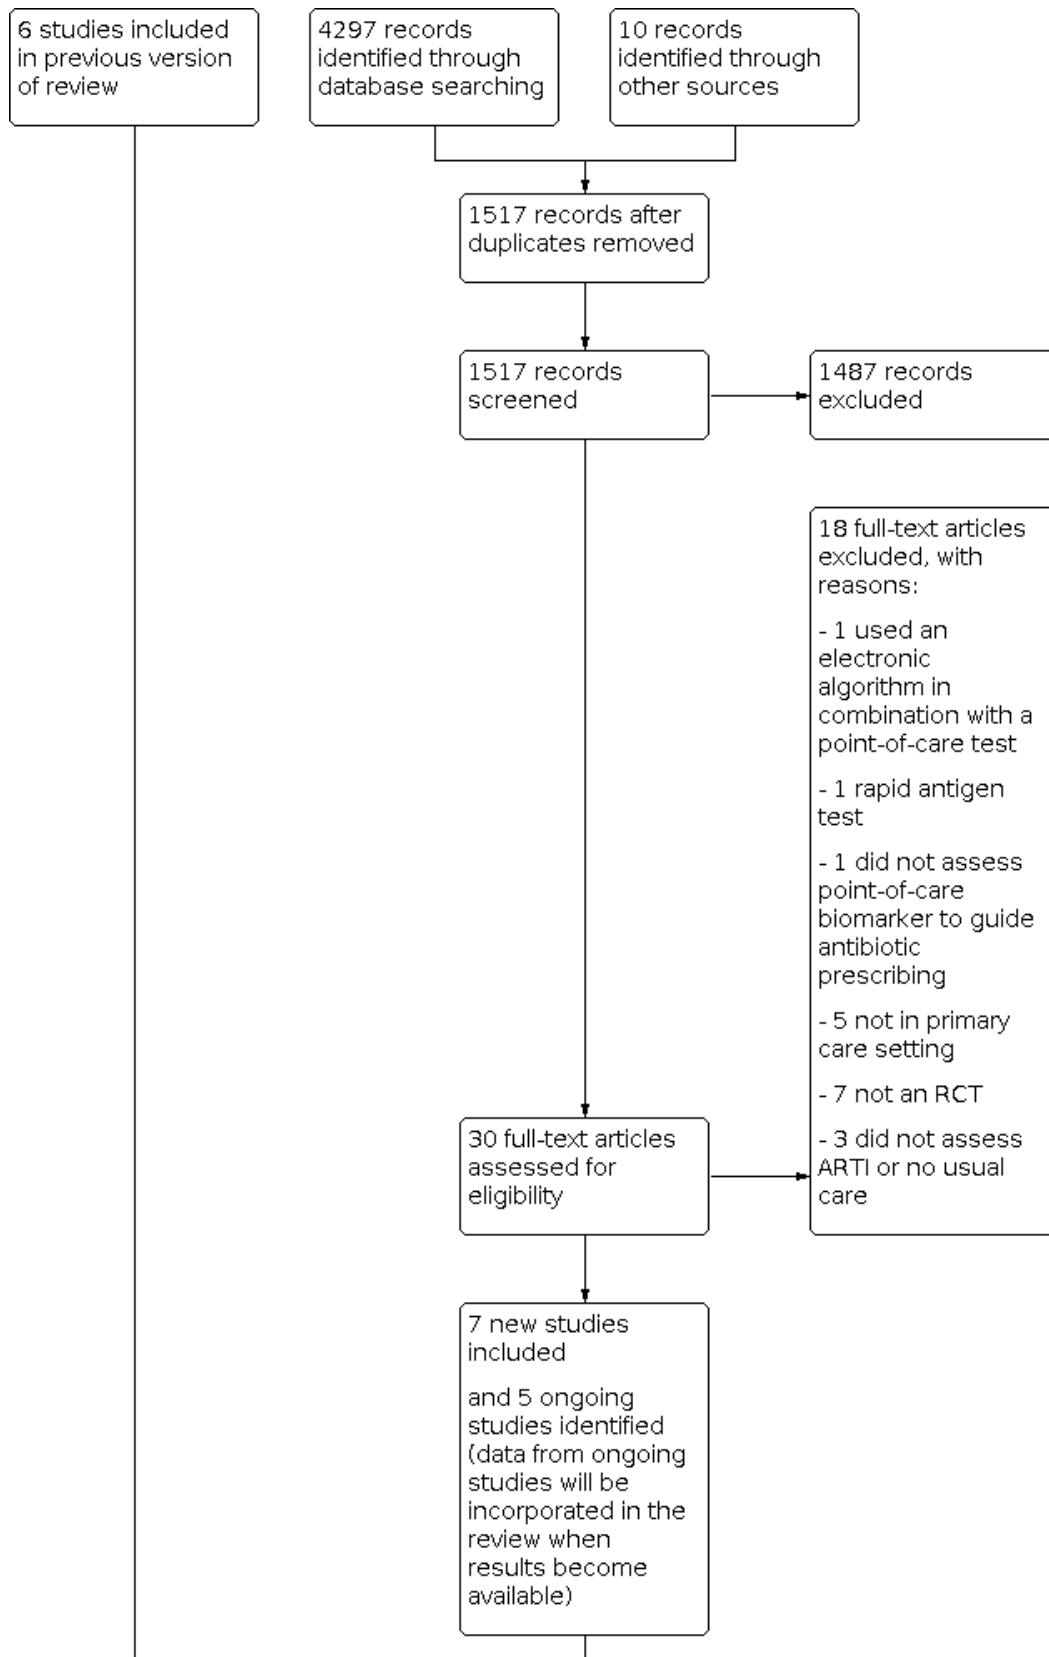 6 studies included
in previous version
of review
4297 records
identified through
database searching
10 records
identified through
other sources
1517 records after
duplicates removed
1517 records
screened
1487 records
excluded
18 full-text articles
excluded, with
reasons:
- 1 used an
electronic
algorithm in
combination with a
point-of-care test
- 1 rapid antigen
test
- 1 did not assess
point-of-care
biomarker to guide
antibiotic
prescribing
- 5 not in primary
care setting
- 7 not an RCT
- 3 did not assess
ARTI or no usual
care
30 full-text articles
assessed for
eligibility
7 new studies
included
and 5 ongoing
studies identified
(data from ongoing
studies will be
incorporated in the
review when
results become
available)